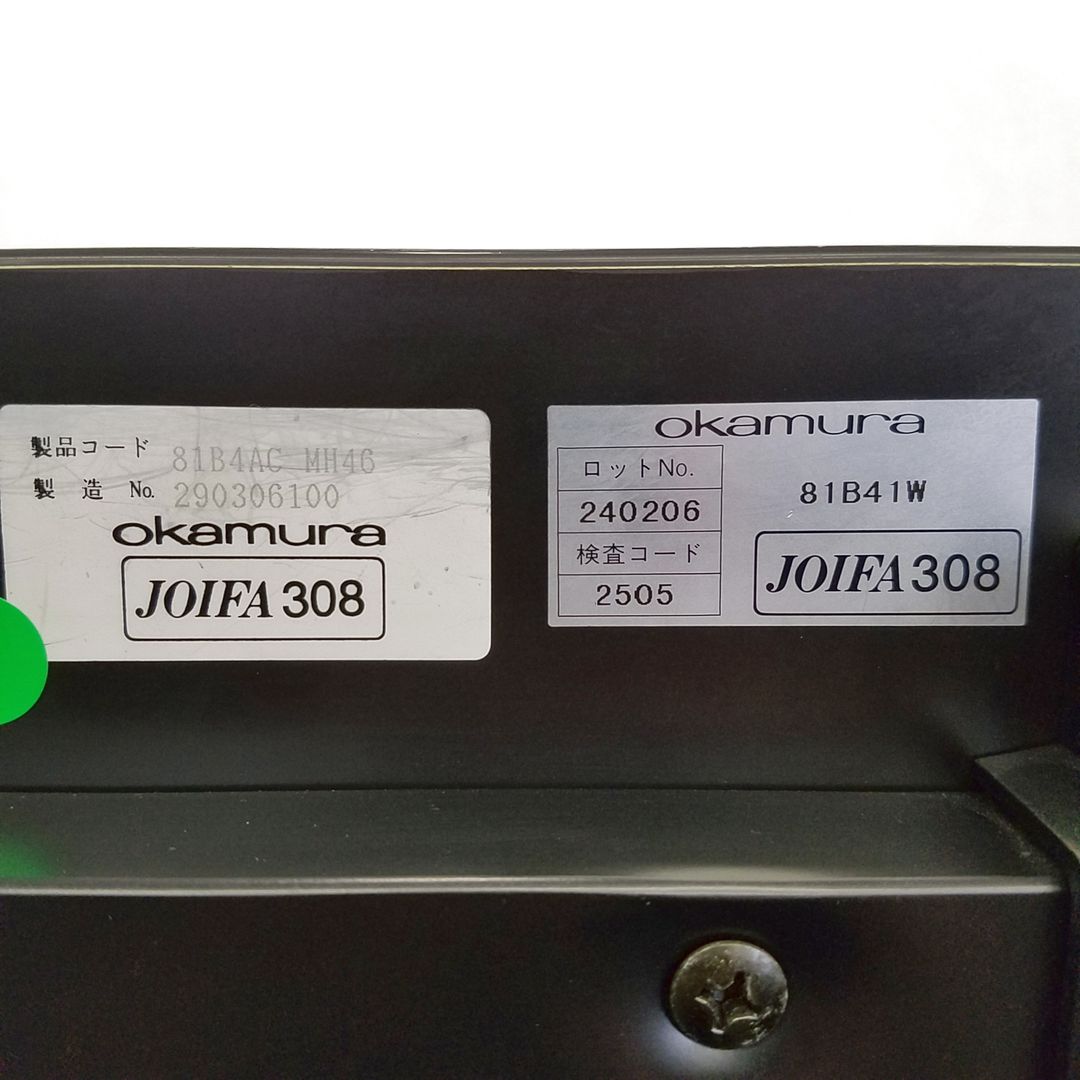 製品コード 81B4AC MH46
製造 No. 290306100
okamura
JOIFA 308
okamura
ロットNo.
240206
検査コード
2505
81B41W
JOIFA 308